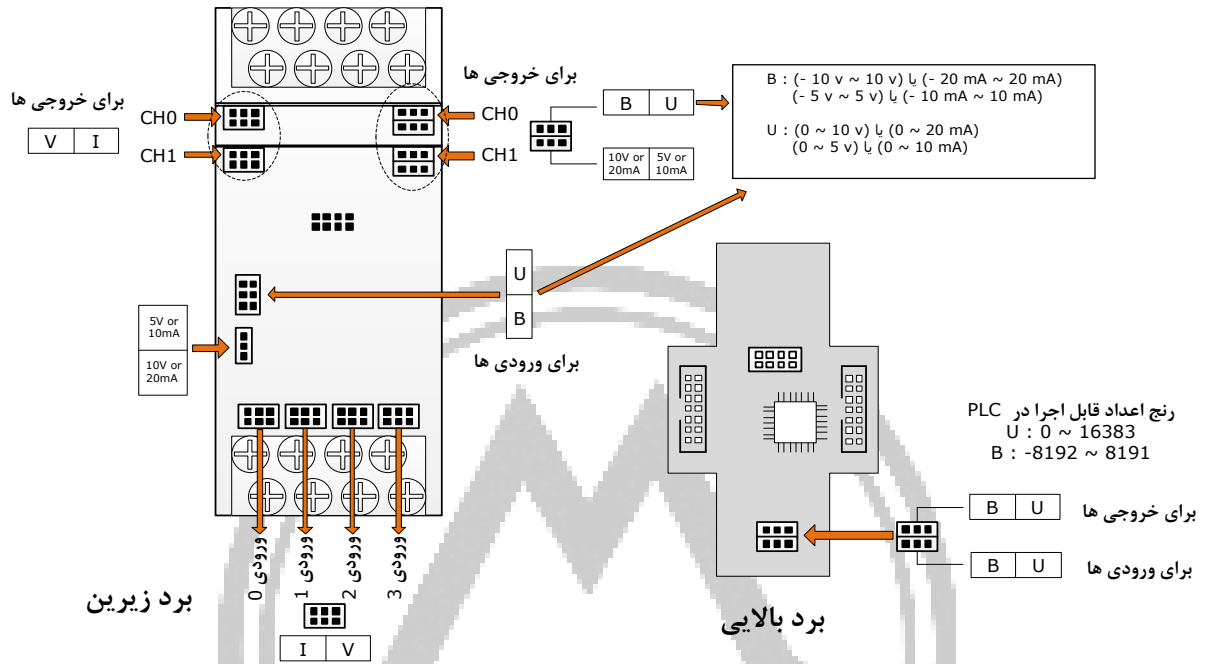 برای خروجی ها
V I
CH0
CH1
برای خروجی ها
CH0
CH1
B U
10V or 20mA
5V or 10mA
B : (- 10 v ~ 10 v) یا (- 20 mA ~ 20 mA)
(- 5 v ~ 5 v) یا (- 10 mA ~ 10 mA)
U : (0 ~ 10 v) یا (0 ~ 20 mA)
(0 ~ 5 v) یا (0 ~ 10 mA)
U
B
برای ورودی ها
5V or
10mA
10V or
20mA
ورودی 0
ورودی 1
ورودی 2
ورودی 3
I V
برد زیرین
رنج اعداد قابل اجرا در PLC
U : 0 ~ 16383
B : -8192 ~ 8191
B U
برای خروجی ها
B U
برای ورودی ها
برد بالایی